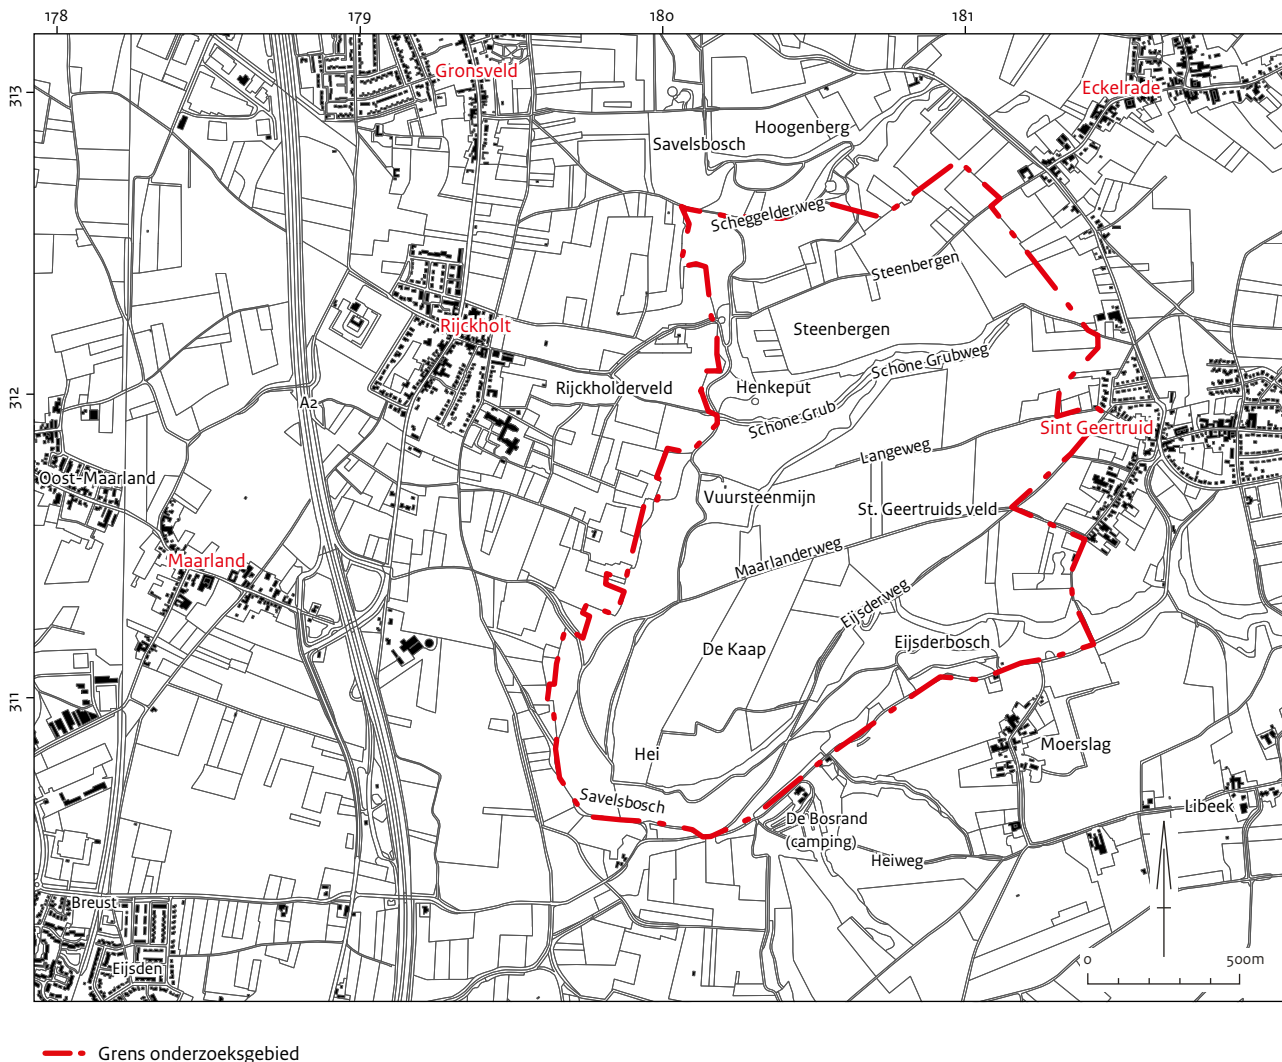 178
179
180
181
313
312
311
Gronsveld
Eckelrade
Hoogenberg
Savelsbosch
Scheggelderweg
Steenbergen
Rijckholt
Steenbergen
Schone Grubweg
Rijckholderveld
Henkeput
A2
Schone Grub
Sint Geertruid
Langeweg
Oost-Maarland
Vuursteenmijn
St. Geertruids veld
Maarlanderweg
Maarland
Eijsderweg
Eijsderbosch
De Kaap
Hei
Moerslag
Savelsbosch
Libeek
De Bosrand
(camping)
Heiweg
Breust
Eijsden
0
500m
Grens onderzoeksgebied